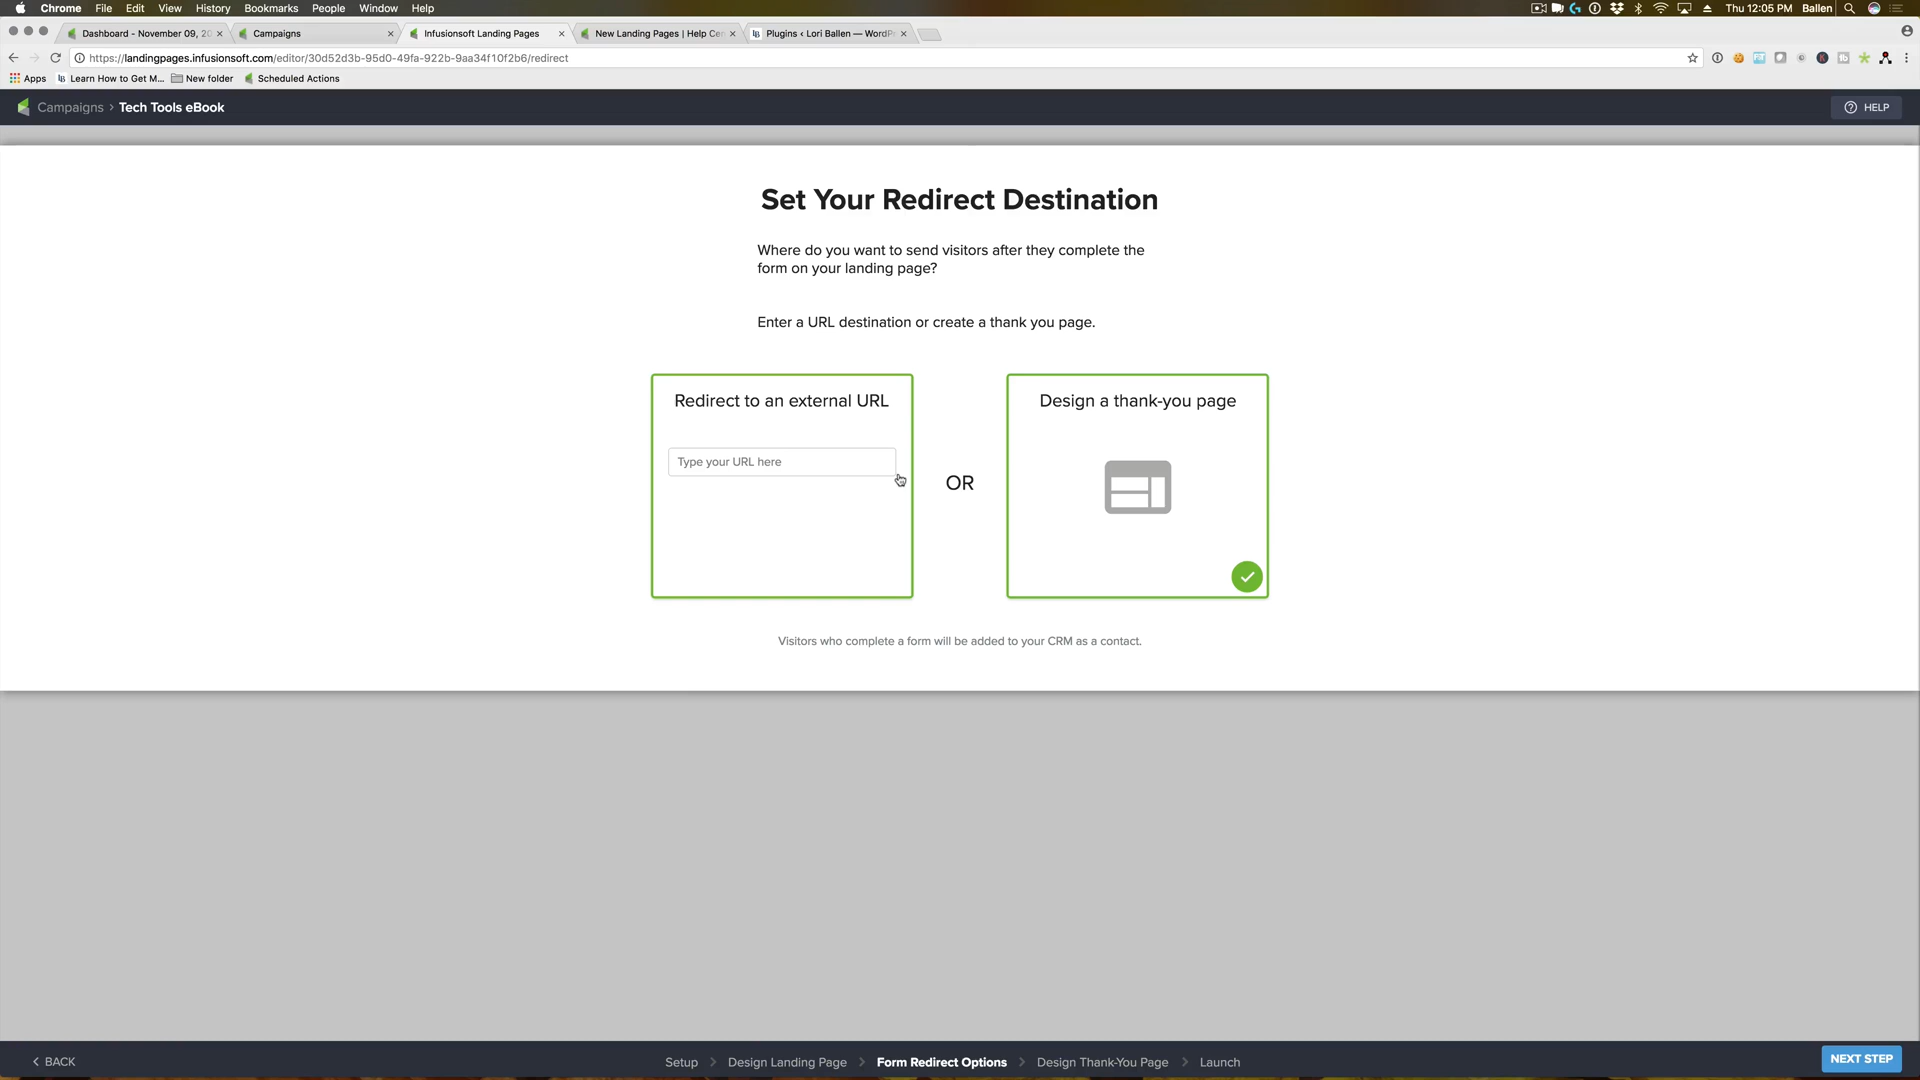 Chrome File Edit View History Bookmarks People Window Help
Thu 12:05 PM Ballen
Dashboard - November 09, 20
Campaigns
Infusionsoft Landing Pages
New Landing Pages | Help Cen
Plugins ‹ Lori Ballen — WordPr
https://landingpages.infusionsoft.com/editor/30d52d3b-95d0-49fa-922b-9aa34f10f2b6/redirect
Apps
Learn How to Get M...
New folder
Scheduled Actions
Campaigns › Tech Tools eBook
HELP
Set Your Redirect Destination
Where do you want to send visitors after they complete the
form on your landing page?
Enter a URL destination or create a thank you page.
Redirect to an external URL
Type your URL here
OR
Design a thank-you page
Visitors who complete a form will be added to your CRM as a contact.
BACK
Setup
Design Landing Page
Form Redirect Options
Design Thank-You Page
Launch
NEXT STEP